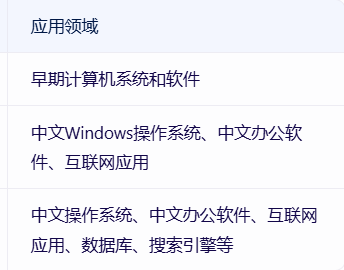 应用领域
早期计算机系统和软件
中文Windows操作系统、中文办公软
件、互联网应用
中文操作系统、中文办公软件、互联网
应用、数据库、搜索引擎等